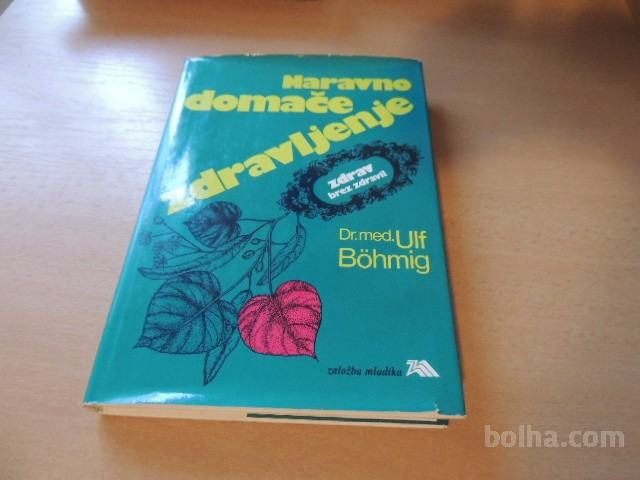 Naravno
domače
zdravljenje
zdrav
brez zdravil
Dr. med. Ulf
Böhmig
založba mladika
bolha.com